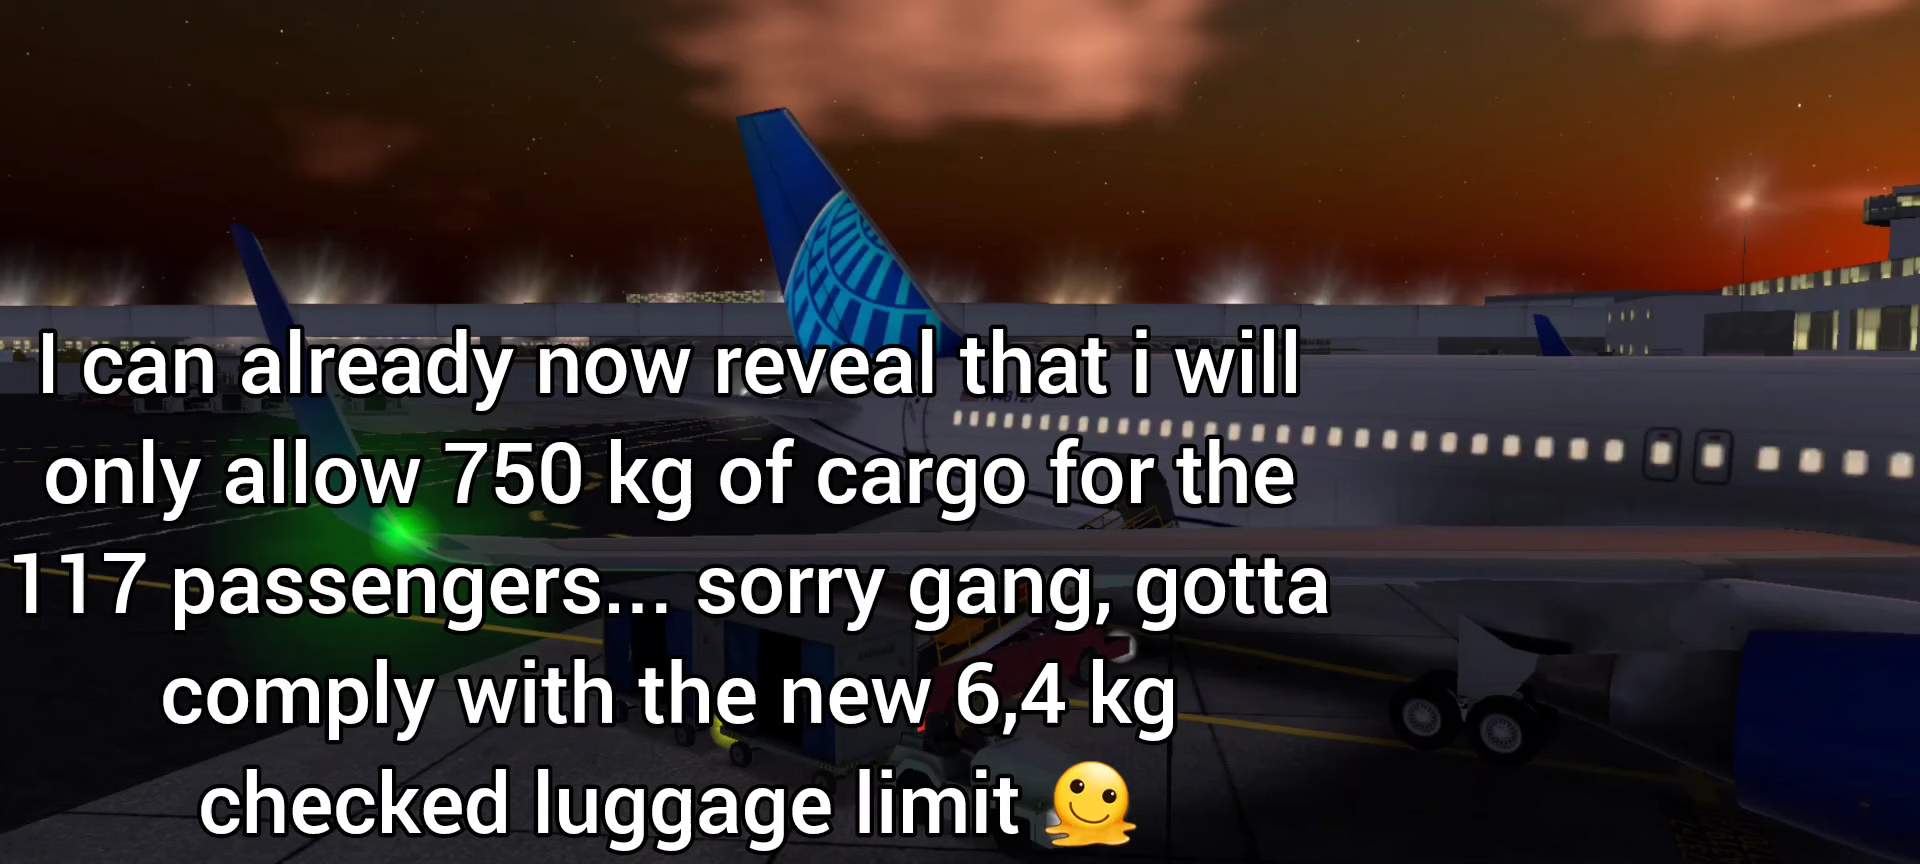 I can already now reveal that i will
only allow 750 kg of cargo for the
117 passengers... sorry gang, gotta
comply with the new 6,4 kg
checked luggage limit 🫠